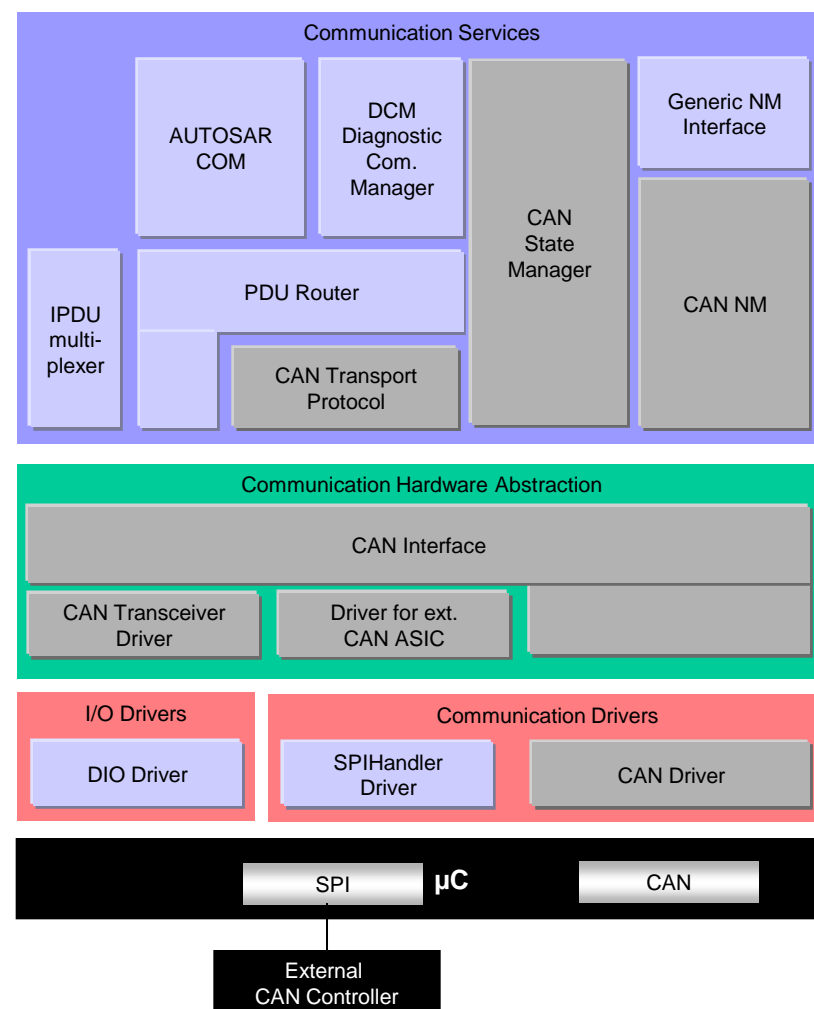 Communication Services
AUTOSAR
COM
DCM
Diagnostic
Com.
Manager
CAN
State
Manager
Generic NM
Interface
IPDU
multi-
plexer
PDU Router
CAN NM
CAN Transport
Protocol
Communication Hardware Abstraction
CAN Interface
CAN Transceiver
Driver
Driver for ext.
CAN ASIC
I/O Drivers
Communication Drivers
DIO Driver
SPIHandler
Driver
CAN Driver
SPI
µC
CAN
External
CAN Controller